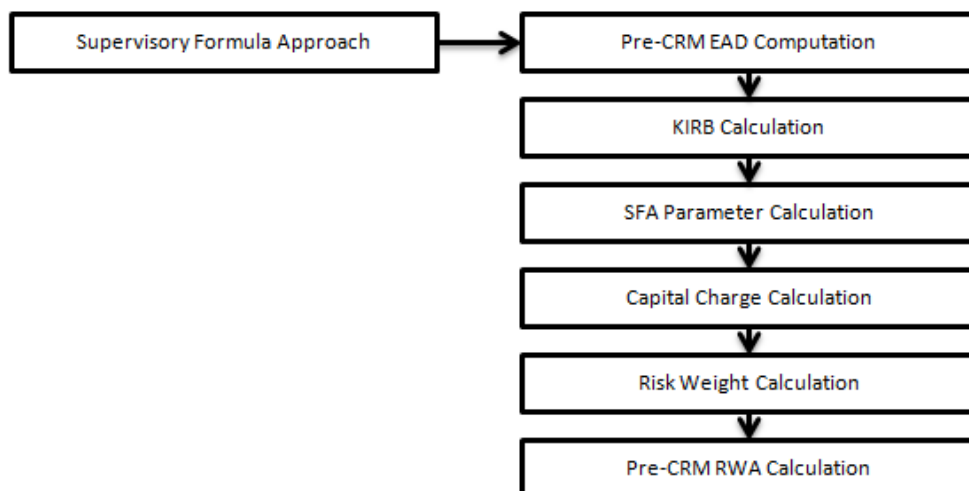 Supervisory Formula Approach
Pre-CRM EAD Computation
KIRB Calculation
SFA Parameter Calculation
Capital Charge Calculation
Risk Weight Calculation
Pre-CRM RWA Calculation